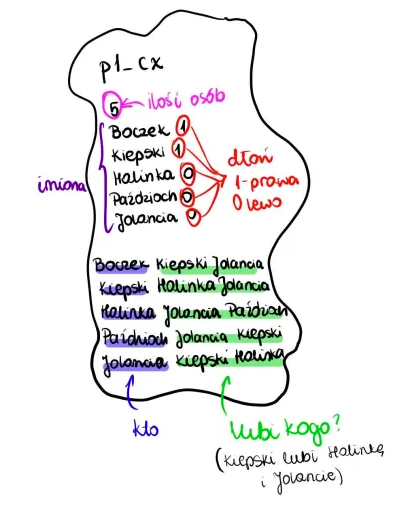 p1_cx
5 ← ilość osób
Boczek 1
Kiepski 1
Halinka 0
Paździoch 0
Jolancia 0
imiona
dłoń
1-prawa
0 lewo
Boczek Kiepski Jolancia
Kiepski Halinka Jolancia
Halinka Jolancia Paździoch
Paździoch Jolancia Kiepski
Jolancia Kiepski Halinka
kto
lubi kogo?
(Kiepski lubi Halinkę
i Jolancie)